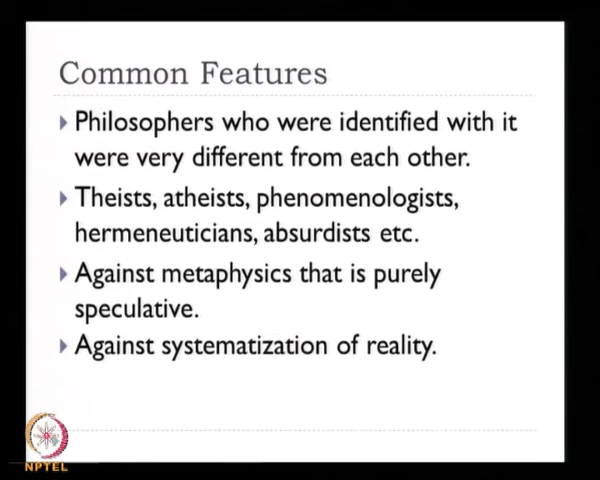 Common Features
Philosophers who were identified with it
were very different from each other.
Theists, atheists, phenomenologists,
hermeneuticians, absurdists etc.
Against metaphysics that is purely
speculative.
Against systematization of reality.
NPTEL